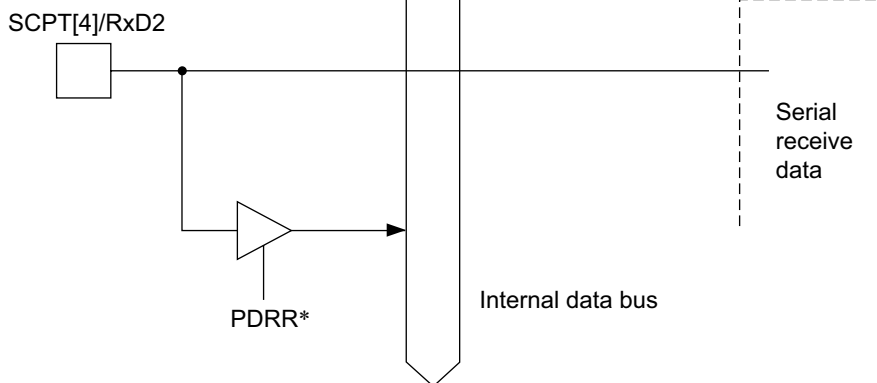 SCPT[4]/RxD2
Serial
receive
data
Internal data bus
PDRR*